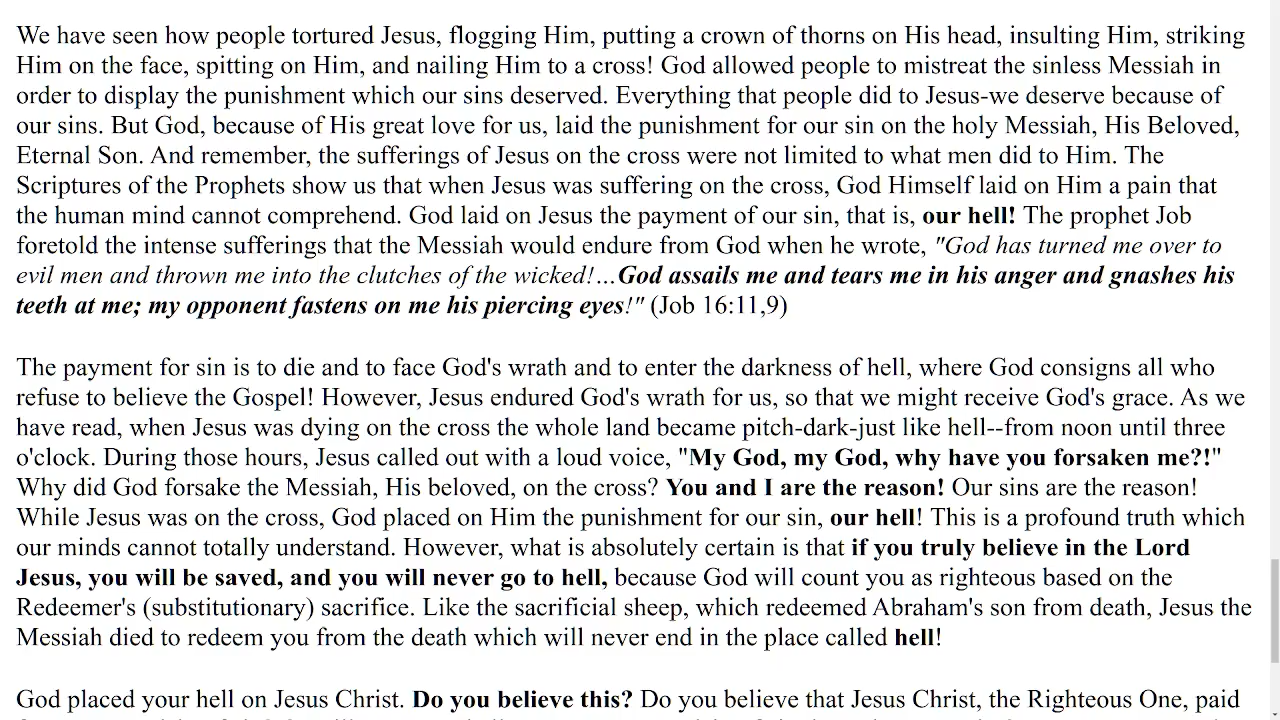 We have seen how people tortured Jesus, flogging Him, putting a crown of thorns on His head, insulting Him, striking
Him on the face, spitting on Him, and nailing Him to a cross! God allowed people to mistreat the sinless Messiah in
order to display the punishment which our sins deserved. Everything that people did to Jesus-we deserve because of
our sins. But God, because of His great love for us, laid the punishment for our sin on the holy Messiah, His Beloved,
Eternal Son. And remember, the sufferings of Jesus on the cross were not limited to what men did to Him. The
Scriptures of the Prophets show us that when Jesus was suffering on the cross, God Himself laid on Him a pain that
the human mind cannot comprehend. God laid on Jesus the payment of our sin, that is, our hell! The prophet Job
foretold the intense sufferings that the Messiah would endure from God when he wrote, "God has turned me over to
evil men and thrown me into the clutches of the wicked!…God assails me and tears me in his anger and gnashes his
teeth at me; my opponent fastens on me his piercing eyes!" (Job 16:11,9)
The payment for sin is to die and to face God's wrath and to enter the darkness of hell, where God consigns all who
refuse to believe the Gospel! However, Jesus endured God's wrath for us, so that we might receive God's grace. As we
have read, when Jesus was dying on the cross the whole land became pitch-dark-just like hell--from noon until three
o'clock. During those hours, Jesus called out with a loud voice, "My God, my God, why have you forsaken me?!"
Why did God forsake the Messiah, His beloved, on the cross? You and I are the reason! Our sins are the reason!
While Jesus was on the cross, God placed on Him the punishment for our sin, our hell! This is a profound truth which
our minds cannot totally understand. However, what is absolutely certain is that if you truly believe in the Lord
Jesus, you will be saved, and you will never go to hell, because God will count you as righteous based on the
Redeemer's (substitutionary) sacrifice. Like the sacrificial sheep, which redeemed Abraham's son from death, Jesus the
Messiah died to redeem you from the death which will never end in the place called hell!
God placed your hell on Jesus Christ. Do you believe this? Do you believe that Jesus Christ, the Righteous One, paid